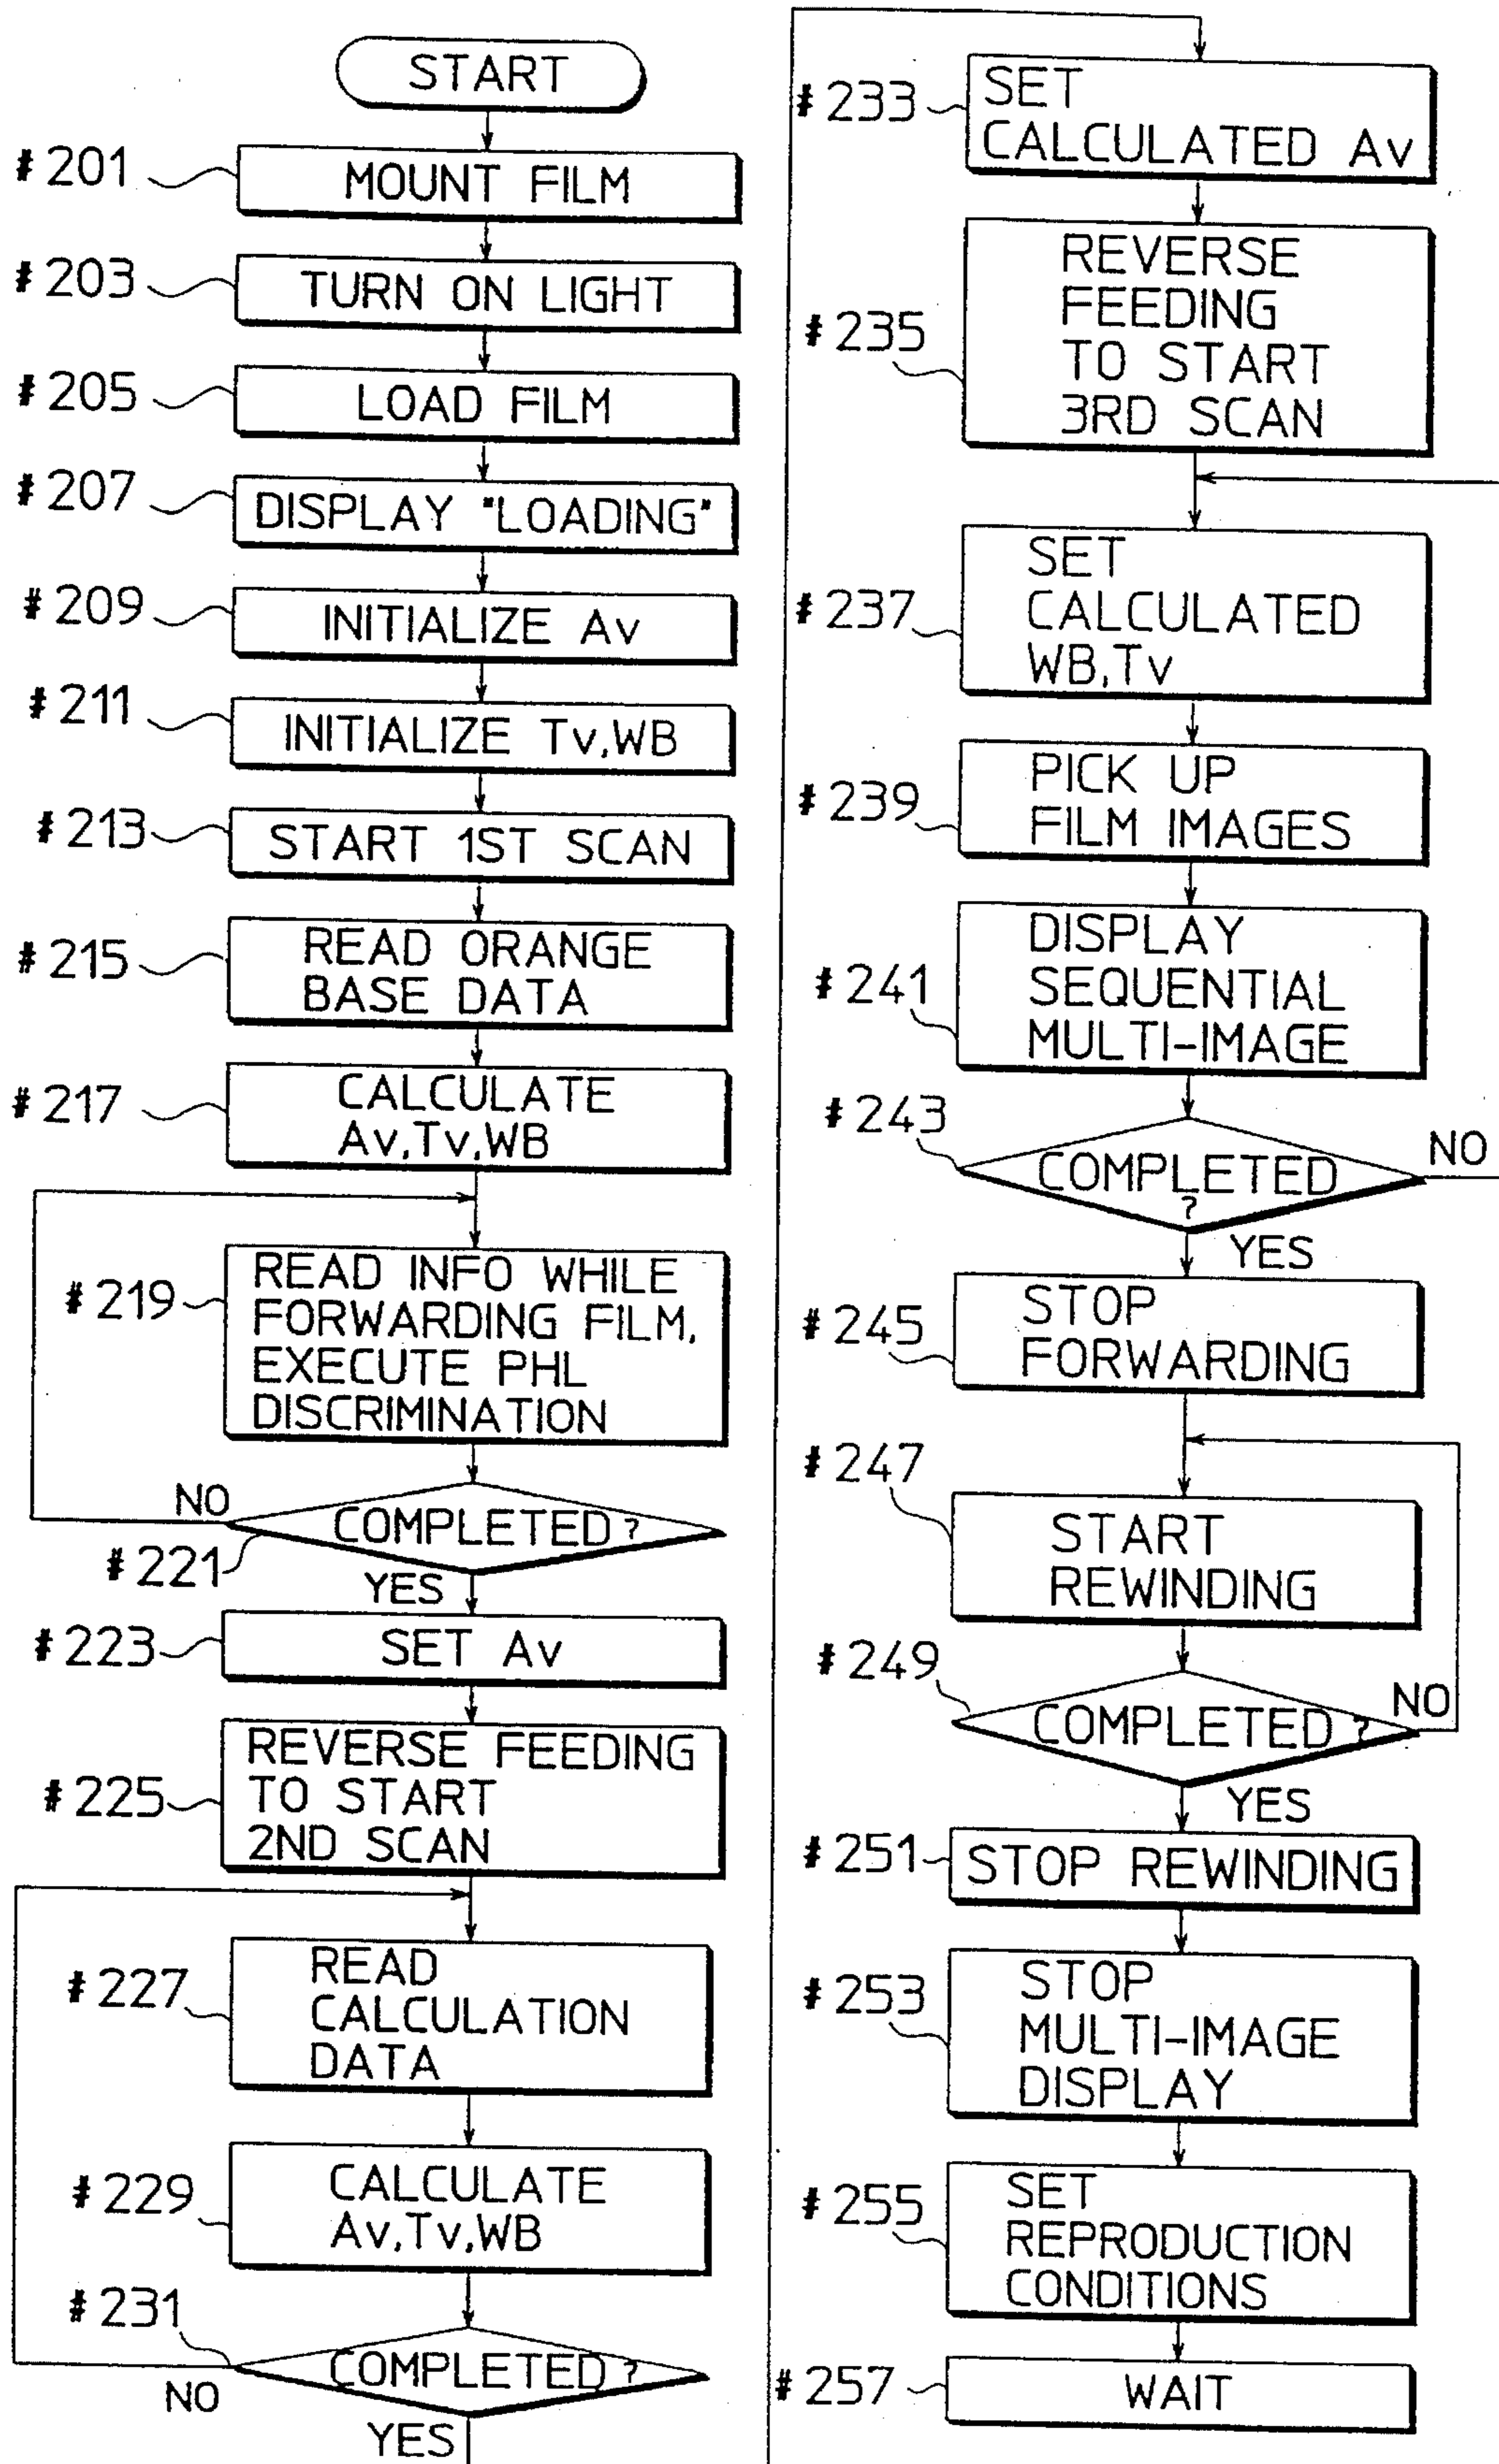 START
# 201
MOUNT FILM
# 203
TURN ON LIGHT
# 205
LOAD FILM
# 207
DISPLAY "LOADING"
# 209
INITIALIZE Av
# 211
INITIALIZE Tv,WB
# 213
START 1ST SCAN
# 215
READ ORANGE
BASE DATA
# 217
CALCULATE
Av,Tv,WB
# 219
READ INFO WHILE
FORWARDING FILM,
EXECUTE PHL
DISCRIMINATION
NO
COMPLETED ?
# 221
YES
# 223
SET Av
# 225
REVERSE FEEDING
TO START
2ND SCAN
# 227
READ
CALCULATION
DATA
# 229
CALCULATE
Av,Tv,WB
# 231
COMPLETED ?
NO
YES
# 233
SET
CALCULATED Av
# 235
REVERSE
FEEDING
TO START
3RD SCAN
# 237
SET
CALCULATED
WB,Tv
# 239
PICK UP
FILM IMAGES
# 241
DISPLAY
SEQUENTIAL
MULTI-IMAGE
# 243
COMPLETED
?
NO
YES
# 245
STOP
FORWARDING
# 247
START
REWINDING
# 249
COMPLETED ?
NO
YES
# 251
STOP REWINDING
# 253
STOP
MULTI-IMAGE
DISPLAY
# 255
SET
REPRODUCTION
CONDITIONS
# 257
WAIT